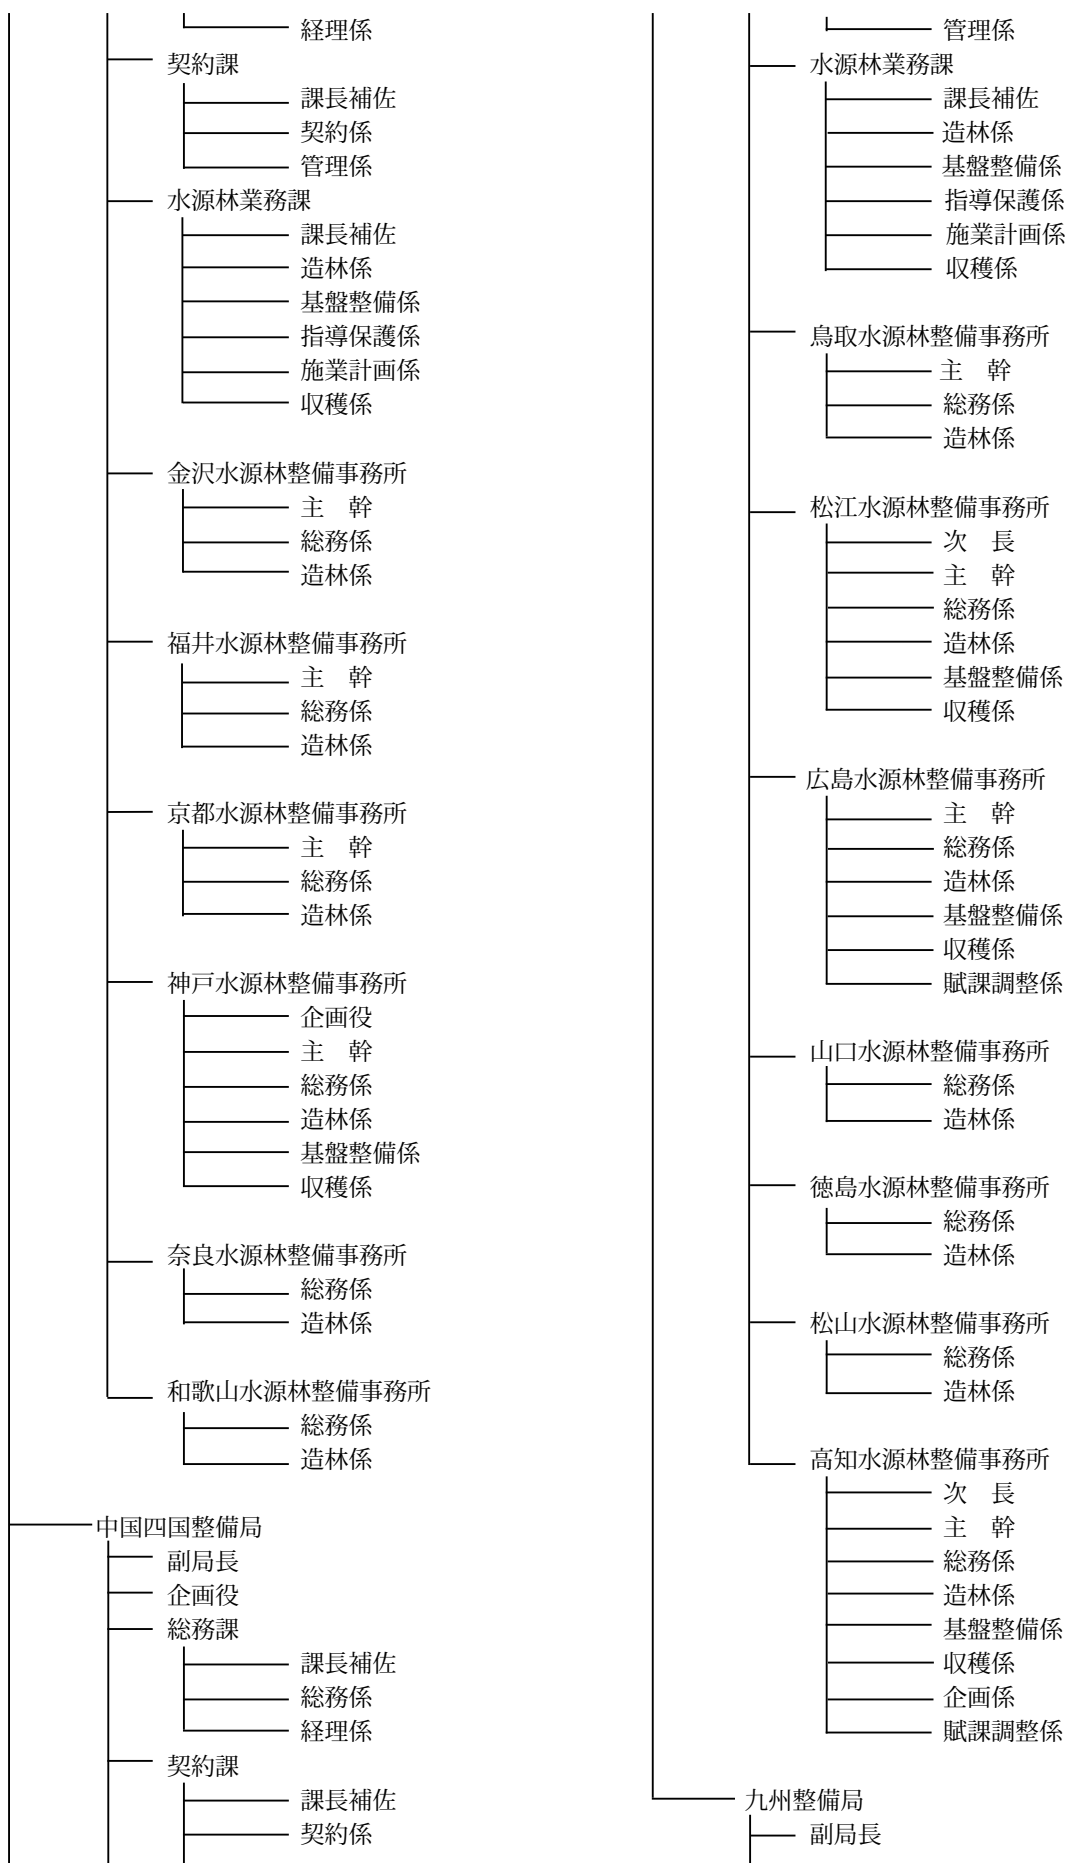 経理係
契約課
課長補佐
契約係
管理係
水源林業務課
課長補佐
造林係
基盤整備係
指導保護係
施業計画係
収穫係
金沢水源林整備事務所
主　幹
総務係
造林係
福井水源林整備事務所
主　幹
総務係
造林係
京都水源林整備事務所
主　幹
総務係
造林係
神戸水源林整備事務所
企画役
主　幹
総務係
造林係
基盤整備係
収穫係
奈良水源林整備事務所
総務係
造林係
和歌山水源林整備事務所
総務係
造林係
中国四国整備局
副局長
企画役
総務課
課長補佐
総務係
経理係
契約課
課長補佐
契約係
管理係
水源林業務課
課長補佐
造林係
基盤整備係
指導保護係
施業計画係
収穫係
鳥取水源林整備事務所
主　幹
総務係
造林係
松江水源林整備事務所
次　長
主　幹
総務係
造林係
基盤整備係
収穫係
広島水源林整備事務所
主　幹
総務係
造林係
基盤整備係
収穫係
賦課調整係
山口水源林整備事務所
総務係
造林係
徳島水源林整備事務所
総務係
造林係
松山水源林整備事務所
総務係
造林係
高知水源林整備事務所
次　長
主　幹
総務係
造林係
基盤整備係
収穫係
企画係
賦課調整係
九州整備局
副局長